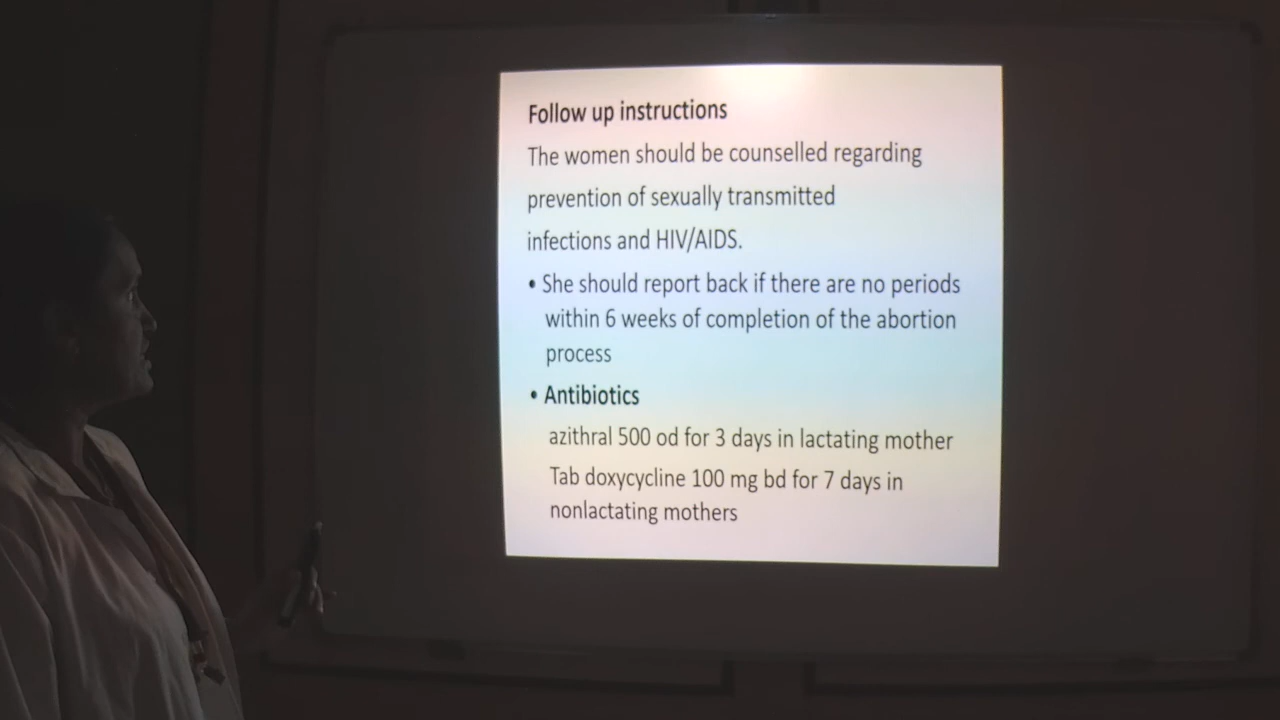 Follow up instructions
The women should be counselled regarding
prevention of sexually transmitted
infections and HIV/AIDS.
• She should report back if there are no periods
within 6 weeks of completion of the abortion
process
• Antibiotics
azithral 500 od for 3 days in lactating mother
Tab doxycycline 100 mg bd for 7 days in
nonlactating mothers